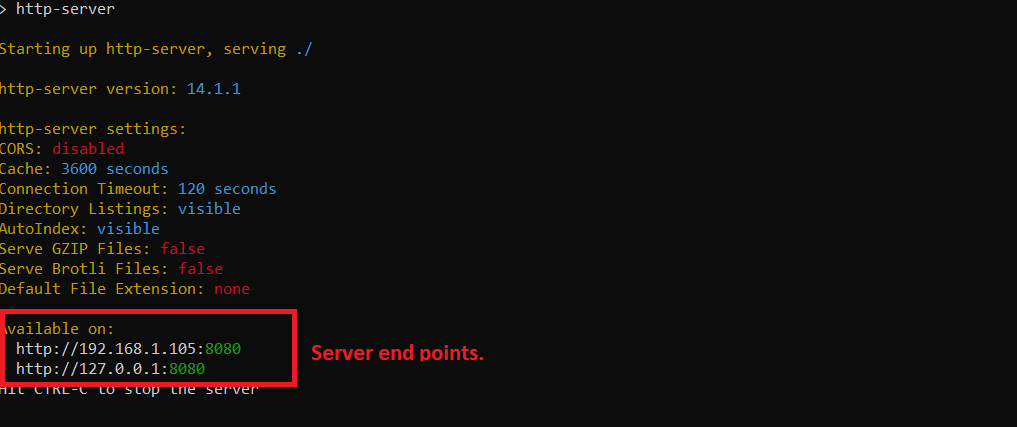 > http-server
Starting up http-server, serving ./
http-server version: 14.1.1
http-server settings:
CORS: disabled
Cache: 3600 seconds
Connection Timeout: 120 seconds
Directory Listings: visible
AutoIndex: visible
Serve GZIP Files: false
Serve Brotli Files: false
Default File Extension: none
Available on:
http://192.168.1.105:8080
http://127.0.0.1:8080
Server end points.
Hit CTRL-C to stop the server